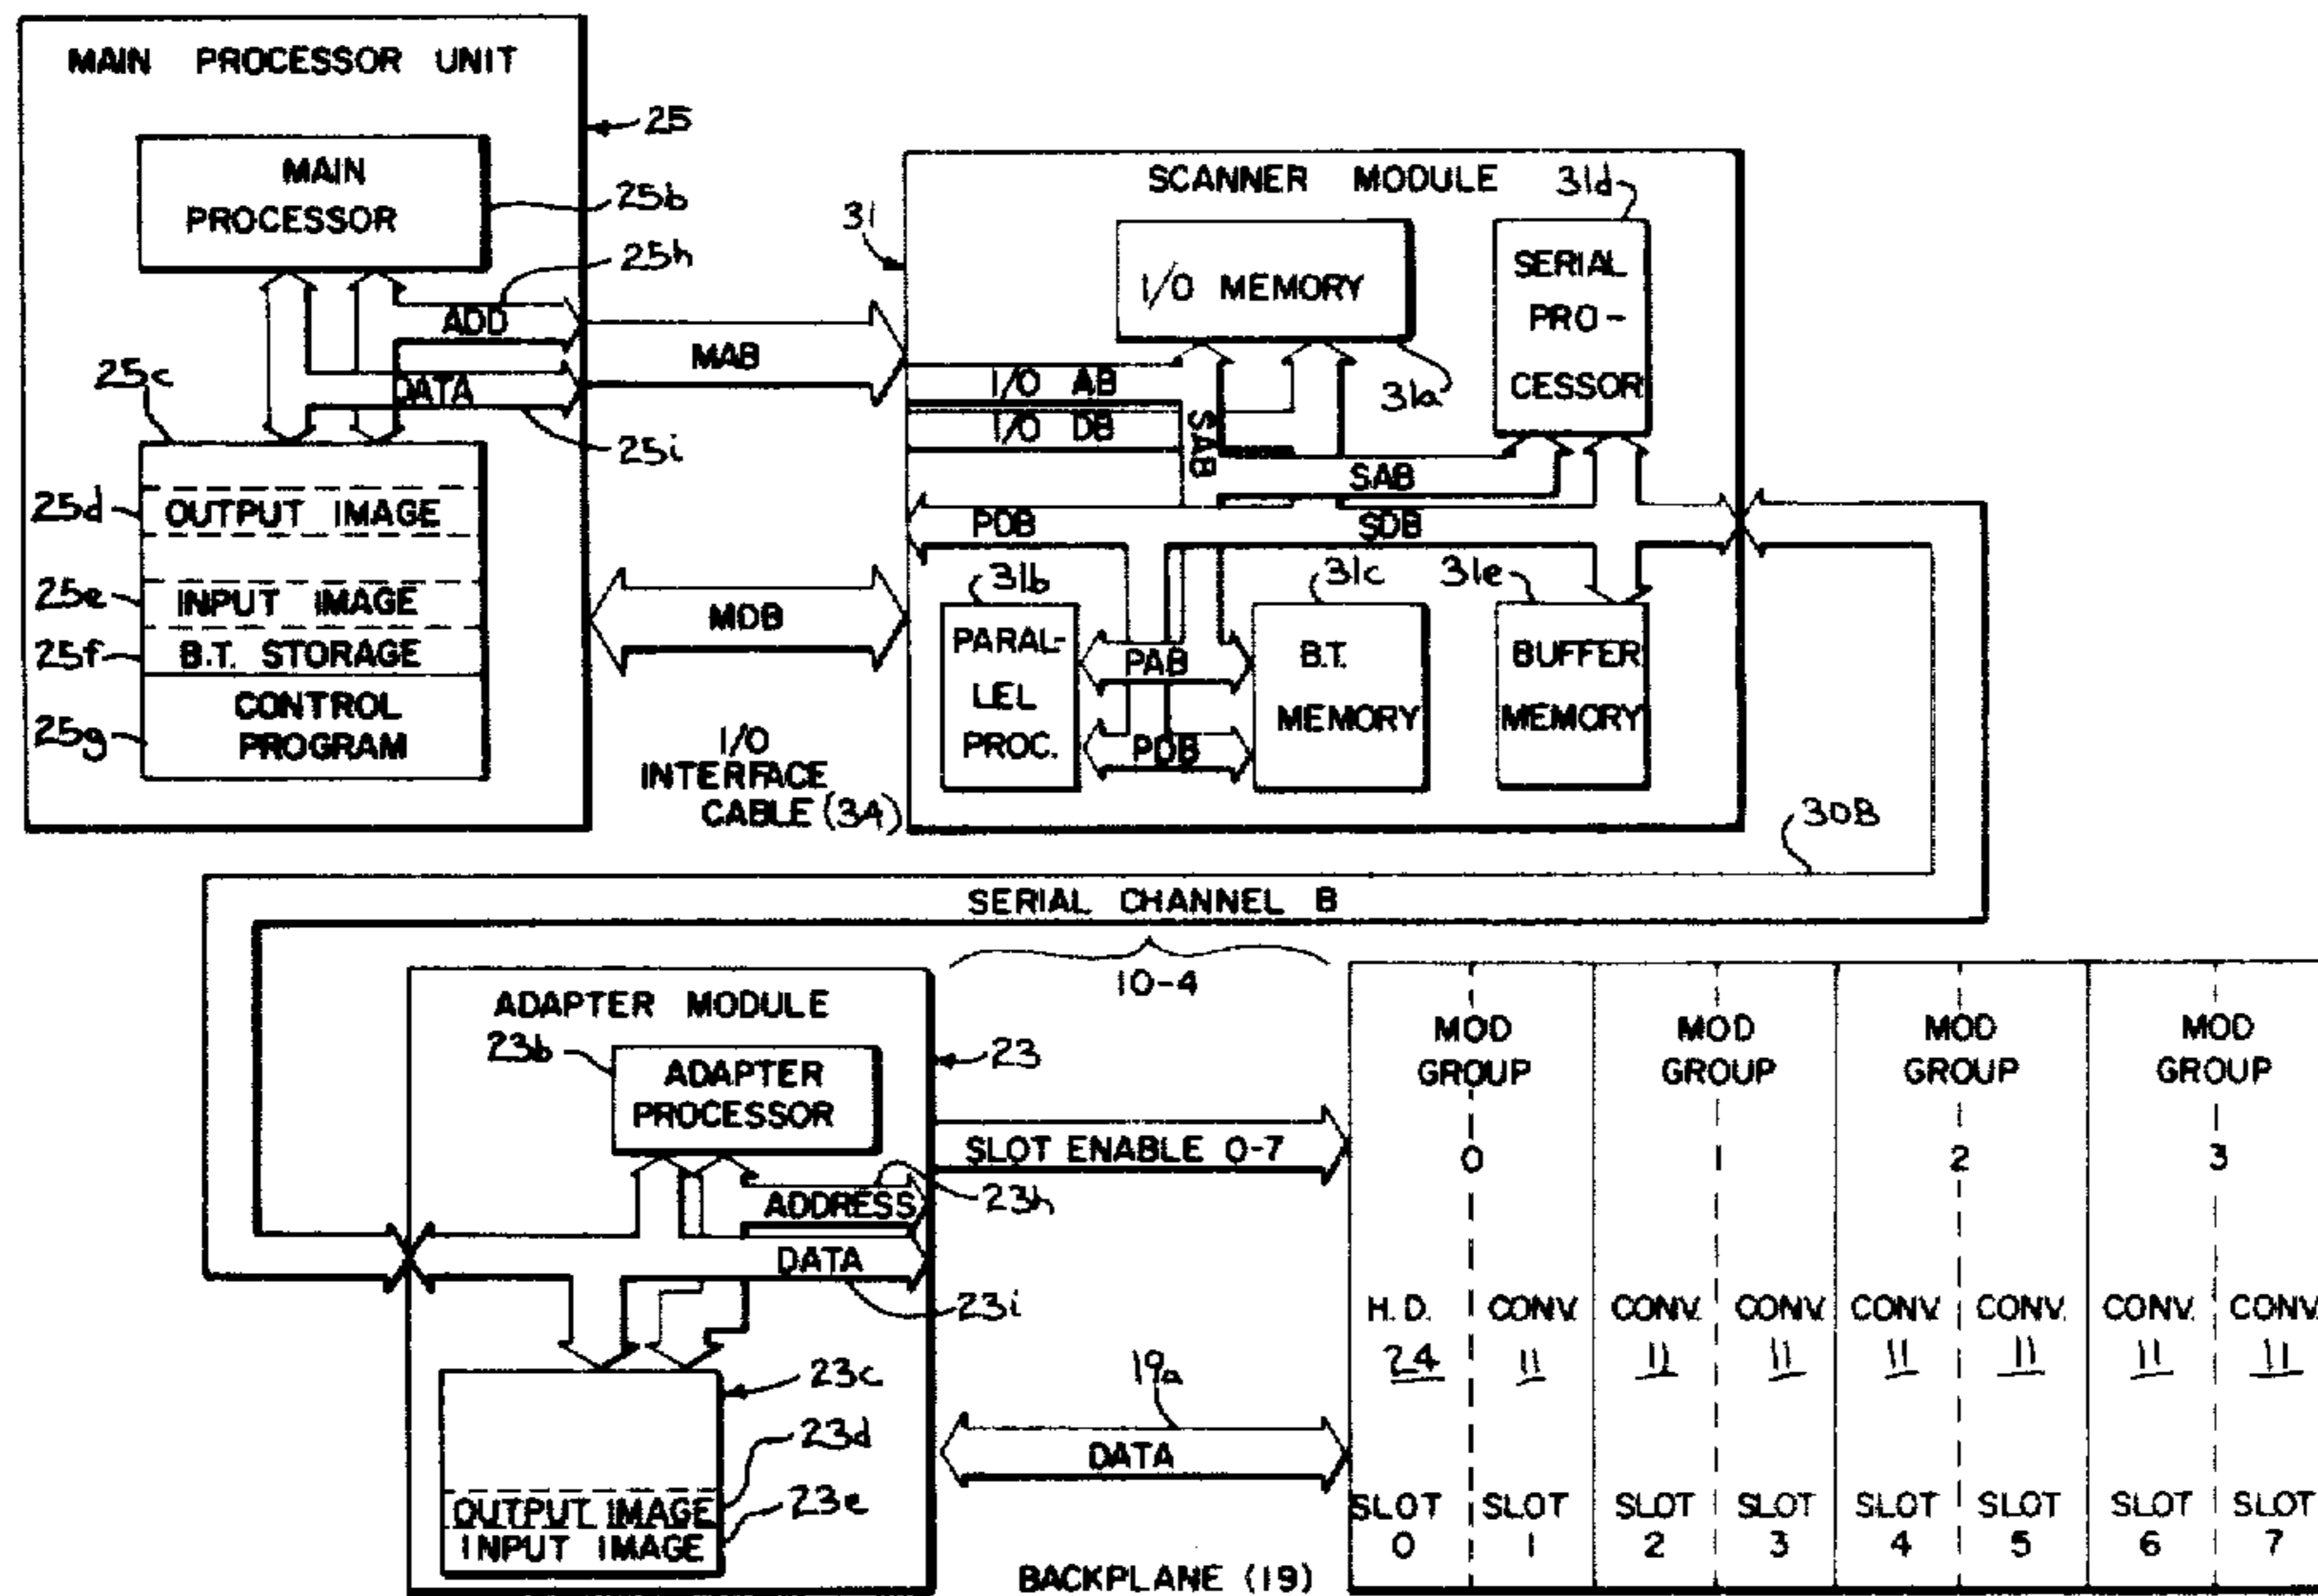 MAIN PROCESSOR UNIT
25
MAIN
PROCESSOR
25b
25h
ADD
DATA
25c
25i
25d
OUTPUT IMAGE
25e
INPUT IMAGE
25f
B.T. STORAGE
25g
CONTROL
PROGRAM
MAB
MDB
I/O
INTERFACE
CABLE (34)
SCANNER MODULE
31
31d
I/O MEMORY
31a
SERIAL
PRO-
CESSOR
I/O AB
I/O DB
SAB
SAB
PDB
SDB
31b
31c
31e
PARAL-
LEL
PROC.
PAB
PDB
B.T.
MEMORY
BUFFER
MEMORY
30B
SERIAL CHANNEL B
10-4
ADAPTER MODULE
23b
23
ADAPTER
PROCESSOR
SLOT ENABLE 0-7
ADDRESS
23h
DATA
23i
23c
23d
OUTPUT IMAGE
23e
INPUT IMAGE
19a
DATA
BACKPLANE (19)
MOD
GROUP
0
MOD
GROUP
1
MOD
GROUP
2
MOD
GROUP
3
H.D. CONV. CONV. CONV. CONV. CONV. CONV. CONV.
24 11 11 11 11 11 11 11
SLOT SLOT SLOT SLOT SLOT SLOT SLOT SLOT
0 1 2 3 4 5 6 7